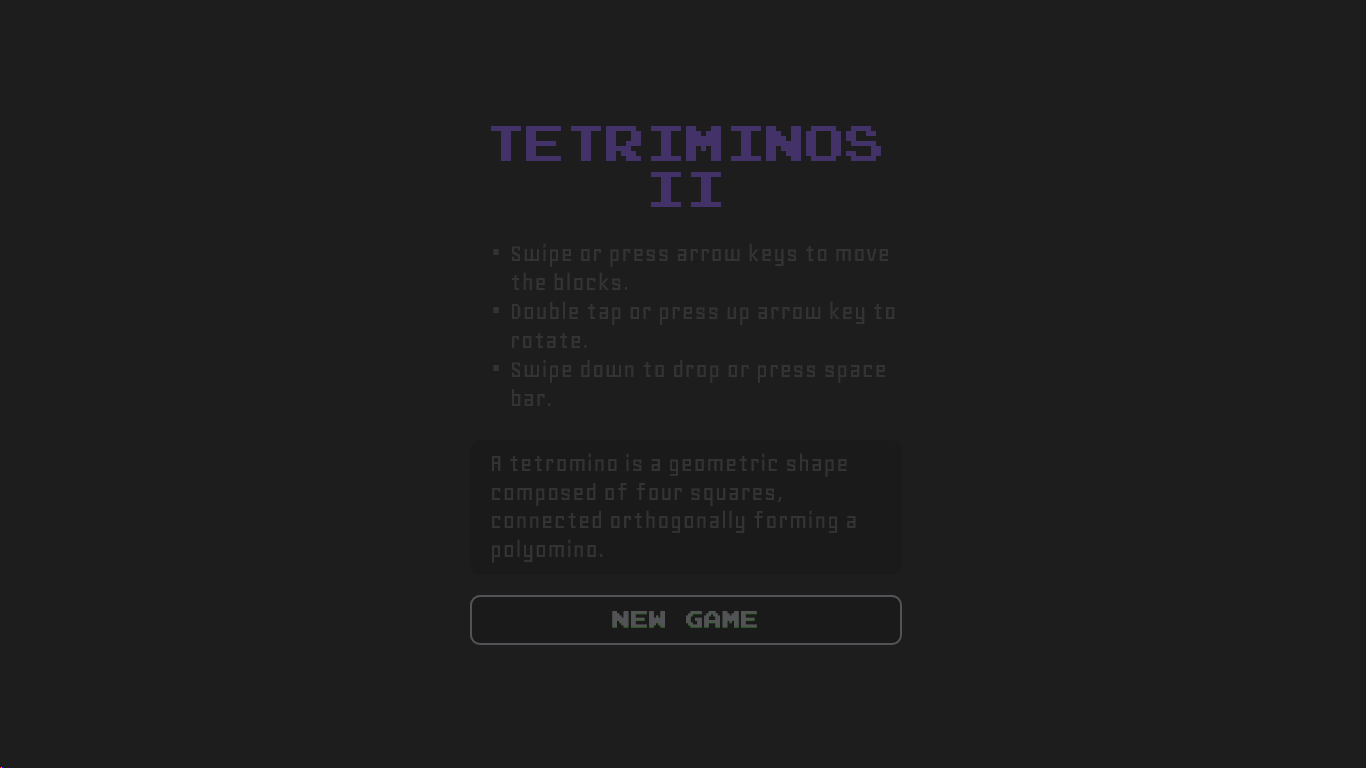 TETRIMINOS
II
• Swipe or press arrow keys to move
the blocks.
• Double tap or press up arrow key to
rotate.
• Swipe down to drop or press space
bar.
A tetromino is a geometric shape
composed of four squares,
connected orthogonally forming a
polyomino.
NEW GAME